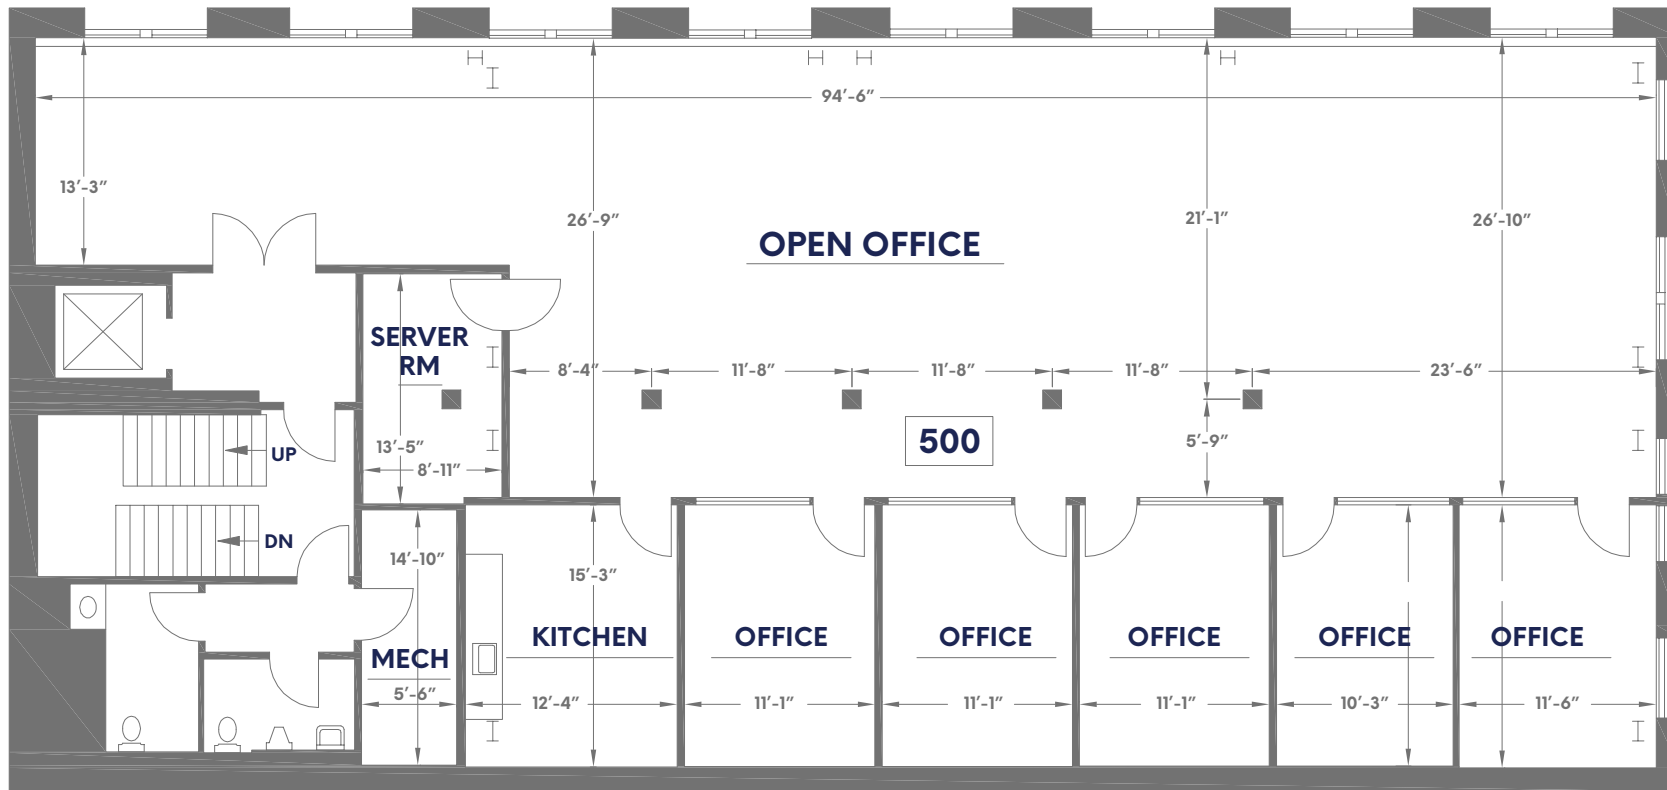 94’-6”
13’-3”
26’-9”
21’-1”
26’-10”
OPEN OFFICE
SERVER
RM
8’-4”
11’-8”
11’-8”
11’-8”
23’-6”
500
5’-9”
UP
13’-5”
8’-11”
DN
14’-10”
15’-3”
KITCHEN
OFFICE
OFFICE
OFFICE
OFFICE
OFFICE
MECH
5’-6”
12’-4”
11’-1”
11’-1”
11’-1”
10’-3”
11’-6”